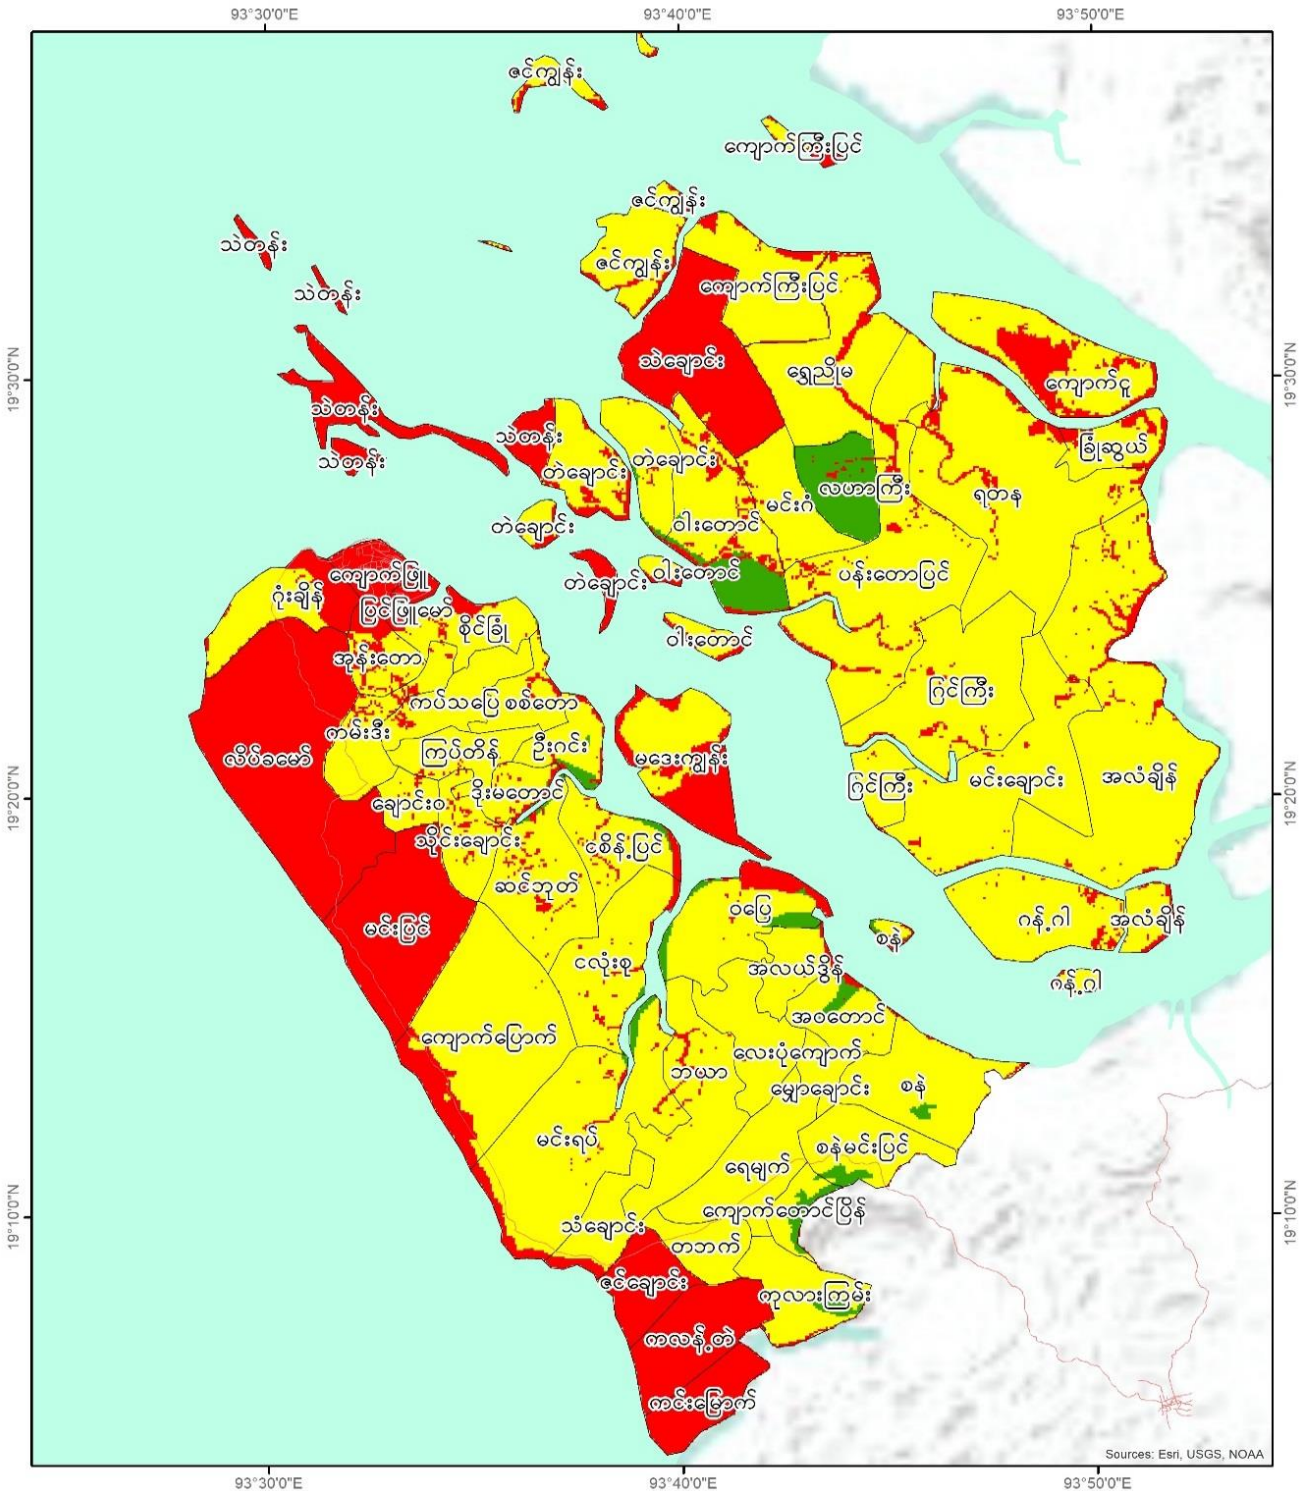 93°30'0"E
93°40'0"E
93°50'0"E
ဇင်ကျွန်း
ကျောက်ကြီးပြင်
ဇင်ကျွန်း
သဲတန်း
ဇင်ကျွန်း
သဲတန်း
ကျောက်ကြီးပြင်
19°30'0"N
သဲချောင်း
ရွှေညိုမ
ကျောက်ငူ
19°30'0"N
သဲတန်း
သဲတန်း
ခြုံဆွယ်
သဲတန်း
တဲချောင်း
တဲချောင်း
လဟာကြီး
ရတန
မင်းဂံ
တဲချောင်း
ဝါးတောင်
ကျောက်ဖြူ
တဲချောင်း
ဝါးတောင်
ပန်းတောပြင်
ဂုံးချိန်
ပြင်ဖြူမော်
စိုင်ခြုံ
ဝါးတောင်
အုန်းတော
ဂြင်ကြီး
ကပ်သပြေ
စစ်တော
ကမ်းဒီး
လိပ်ခမော်
ကြပ်တိန်
ဦးဂင်း
မဒေးကျွန်း
ဂြင်ကြီး
မင်းချောင်း
အလံချိန်
19°20'0"N
ချောင်းဝ
ဒိုးမတောင်
19°20'0"N
သိုင်းချောင်း
ငစိန့်ပြင်
ဆင်ဘုတ်
မင်းပြင်
ဝပြေ
စနဲ
ဂန့်ဂါ
အလံချိန်
ငလုံးစု
အလယ်ဒွိန်
ဂန့်ဂါ
အဝတောင်
ကျောက်ပြောက်
လေးပုံကျောက်
ဘယာ
မျှောချောင်း
စနဲ
မင်းရပ်
စနဲမင်းပြင်
ရေမျက်
19°10'0"N
သံချောင်း
ကျောက်တောင်ပြိန်
19°10'0"N
တဘက်
ဇင်ချောင်း
ကုလားကြမ်း
ကလန့်တဲ
ကင်းမြောက်
Sources: Esri, USGS, NOAA
93°30'0"E
93°40'0"E
93°50'0"E